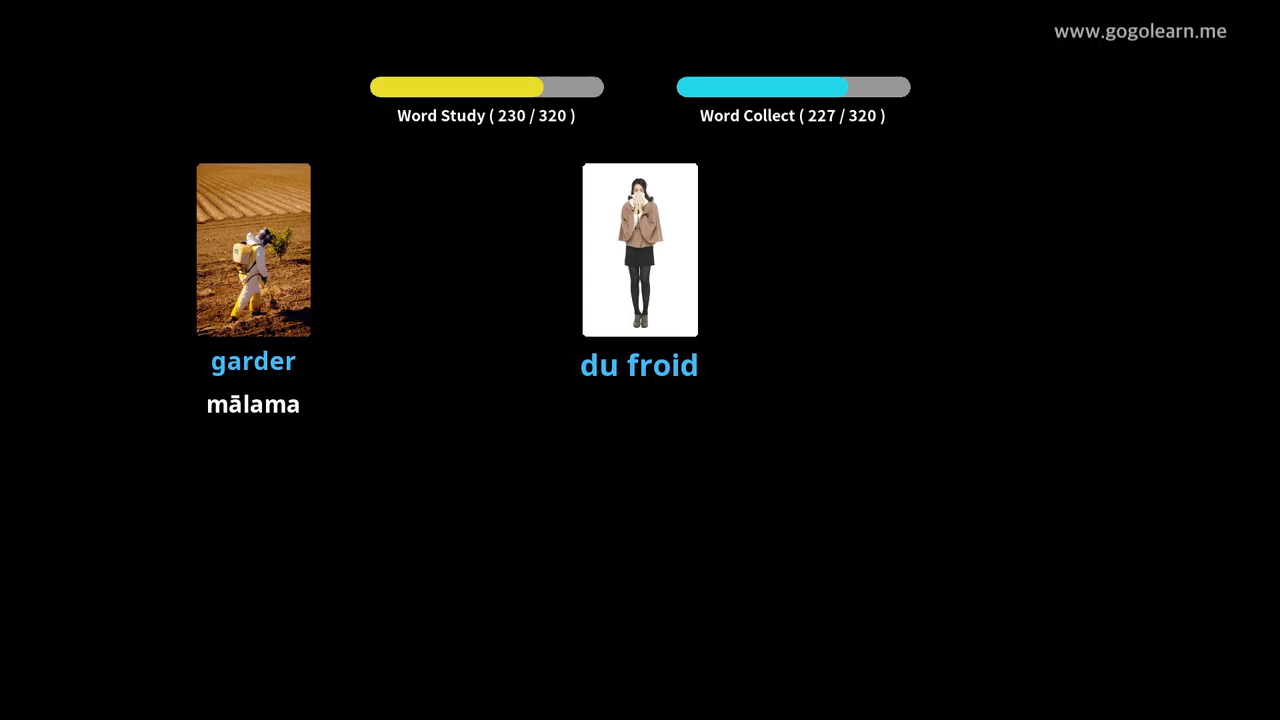 www.gogolearn.me
Word Study ( 230 / 320 )
Word Collect ( 227 / 320 )
garder
mālama
du froid